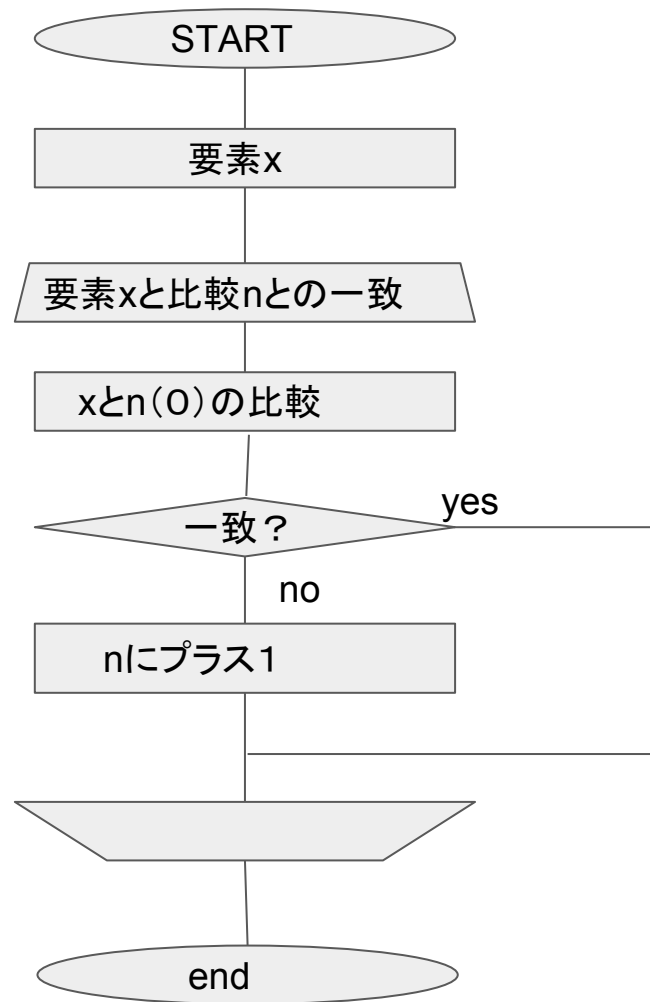 START
要素x
要素xと比較nとの一致
xとn（０）の比較
一致？
yes
no
nにプラス１
end